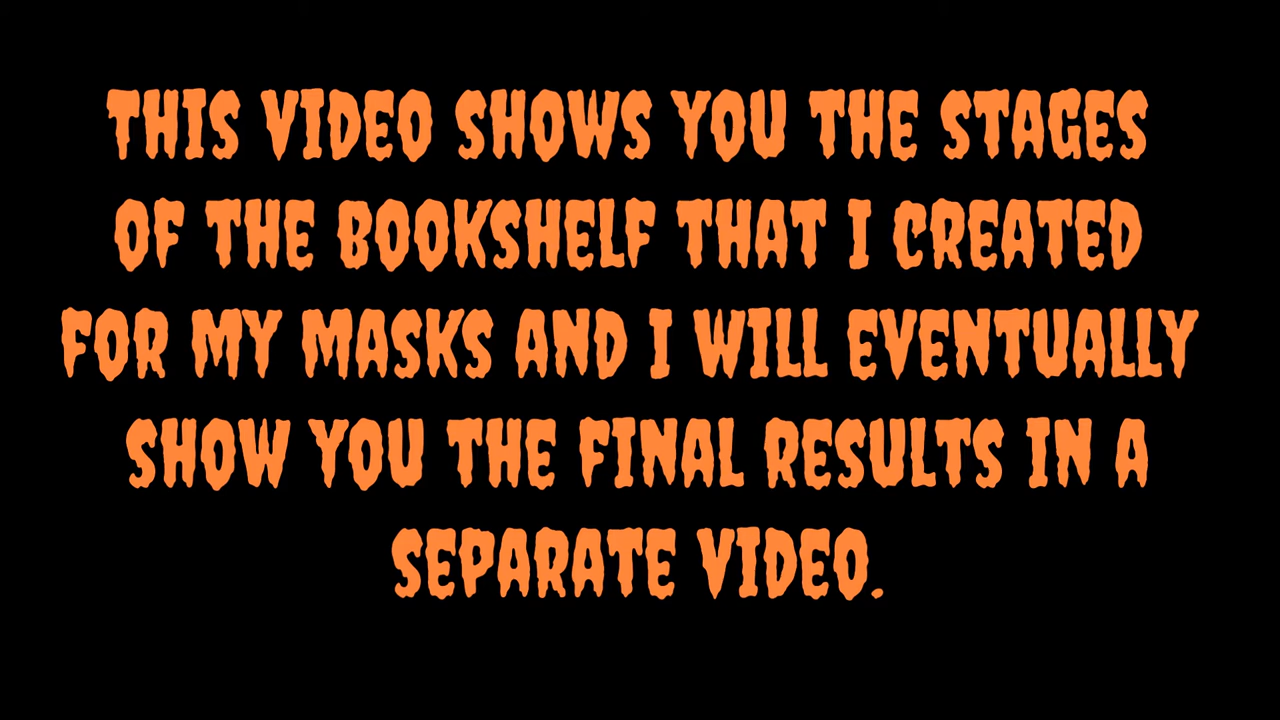 THIS VIDEO SHOWS YOU THE STAGES
OF THE BOOKSHELF THAT I CREATED
FOR MY MASKS AND I WILL EVENTUALLY
SHOW YOU THE FINAL RESULTS IN A
SEPARATE VIDEO.